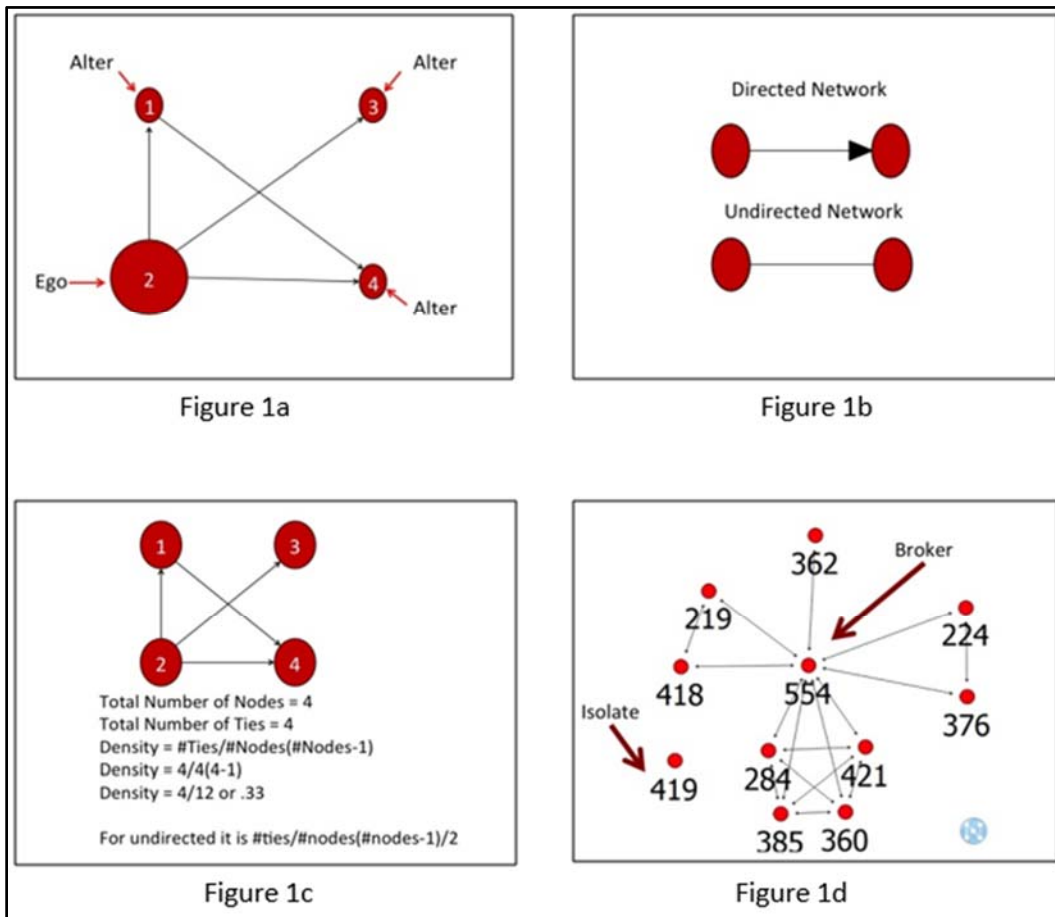 Alter
Alter
1
3
Ego
2
4
Alter
Figure 1a
Directed Network
Undirected Network
Figure 1b
1
3
2
4
Total Number of Nodes = 4
Total Number of Ties = 4
Density = #Ties/#Nodes(#Nodes-1)
Density = 4/4(4-1)
Density = 4/12 or .33
For undirected it is #ties/#nodes(#nodes-1)/2
Figure 1c
362
Broker
219
224
418
554
376
Isolate
419
284
421
385
360
Figure 1d